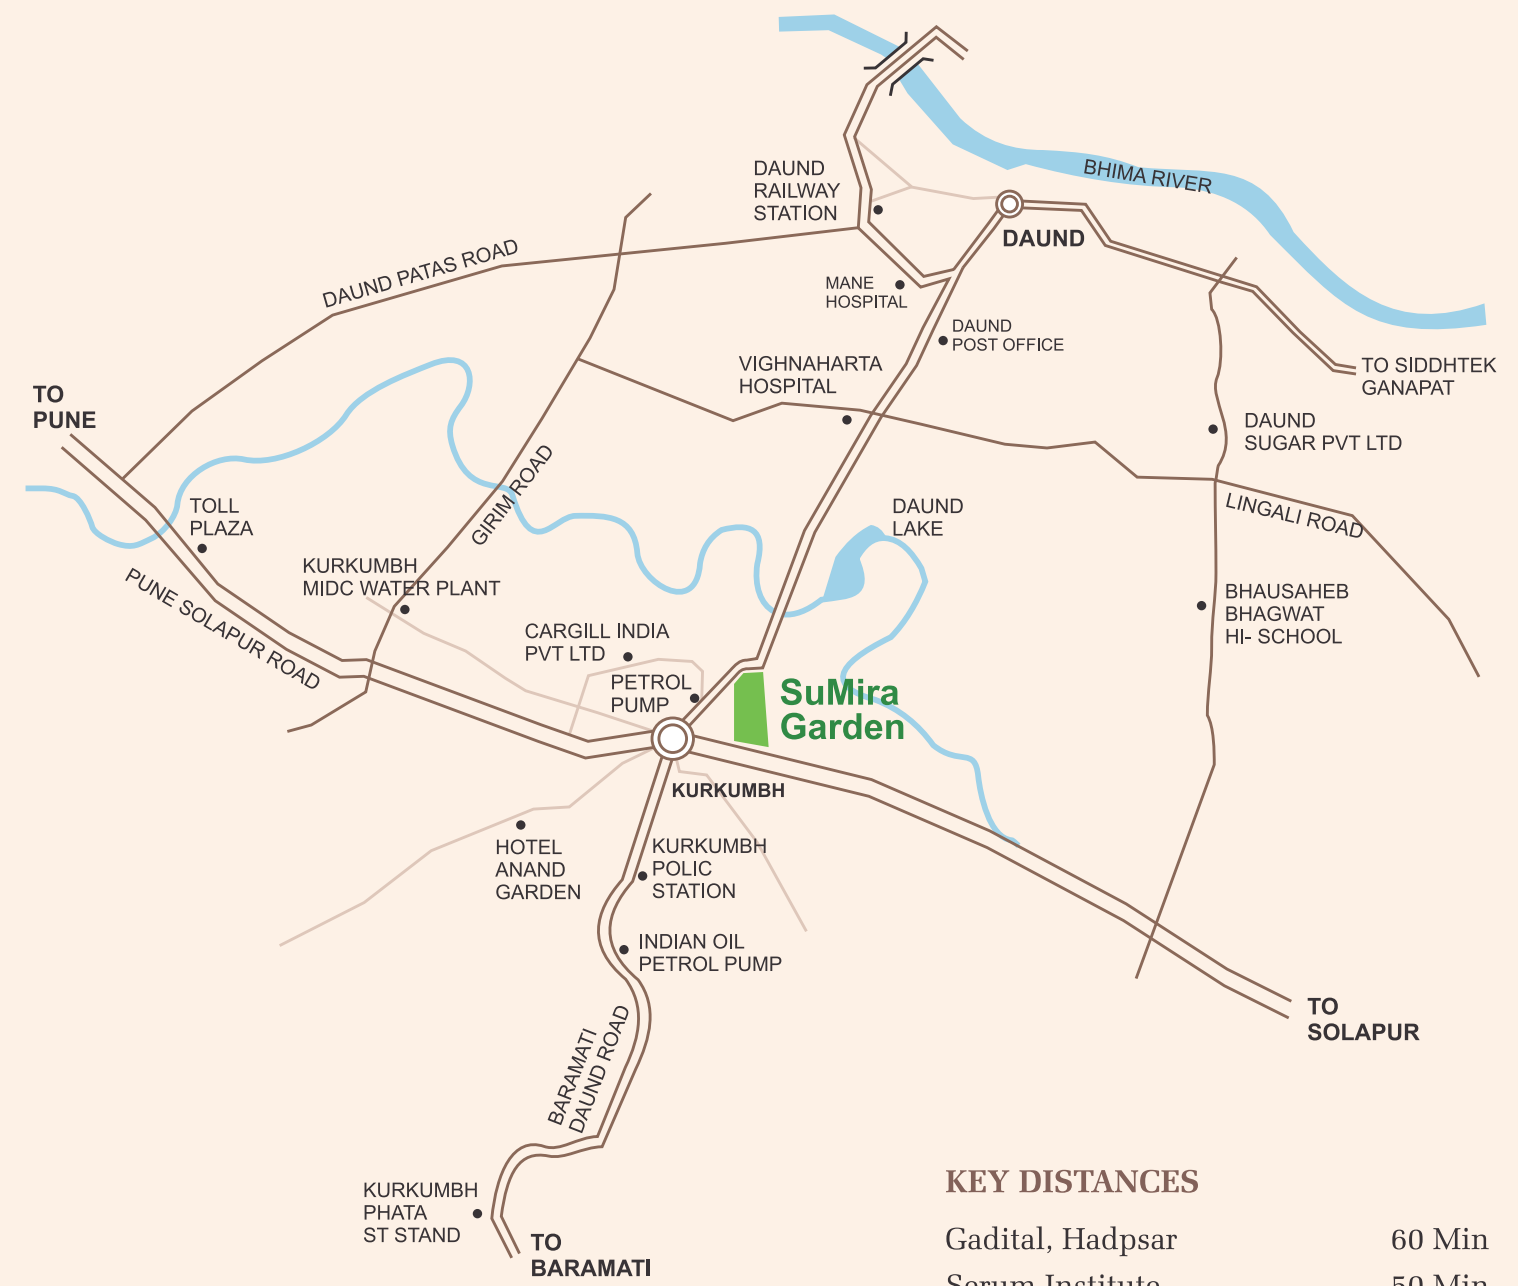 BHIMA RIVER
DAUND
RAILWAY
STATION
DAUND
DAUND PATAS ROAD
MANE
HOSPITAL
DAUND
POST OFFICE
VIGHNAHARTA
HOSPITAL
TO SIDDHTEK
GANAPAT
TO
PUNE
DAUND
SUGAR PVT LTD
GIRIM ROAD
TOLL
PLAZA
DAUND
LAKE
LINGALI ROAD
KURKUMBH
MIDC WATER PLANT
PUNE SOLAPUR ROAD
BHAUSAHEB
BHAGWAT
HI- SCHOOL
CARGILL INDIA
PVT LTD
PETROL
PUMP
SuMira
Garden
KURKUMBH
HOTEL
ANAND
GARDEN
KURKUMBH
POLIC
STATION
INDIAN OIL
PETROL PUMP
TO
SOLAPUR
BARAMATI
DAUND ROAD
KURKUMBH
PHATA
ST STAND
TO
BARAMATI
KEY DISTANCES
Gadital, Hadpsar 60 Min
Serum Institute 50 Min